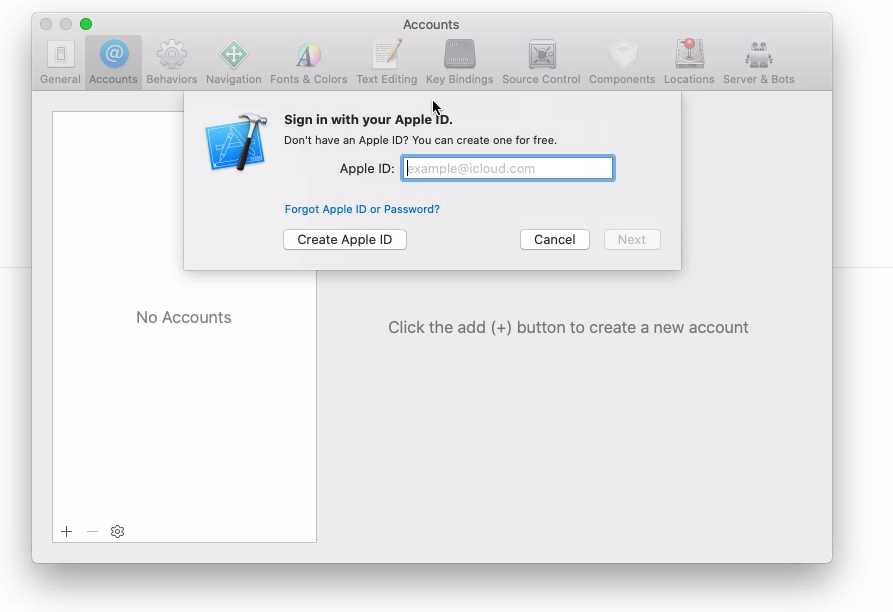 Accounts
General Accounts Behaviors Navigation Fonts & Colors Text Editing Key Bindings Source Control Components Locations Server & Bots
Sign in with your Apple ID.
Don't have an Apple ID? You can create one for free.
Apple ID: example@icloud.com
Forgot Apple ID or Password?
Create Apple ID Cancel Next
No Accounts
Click the add (+) button to create a new account